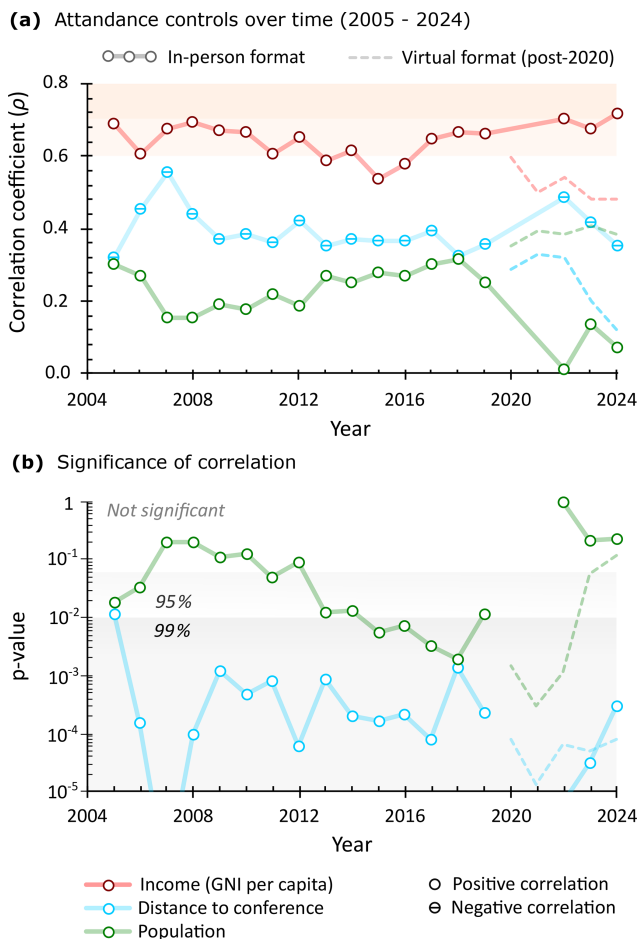 (a) Attandance controls over time (2005 - 2024)
In-person format
Virtual format (post-2020)
Correlation coefficient (ρ)
0.8
0.6
0.4
0.2
0.0
2004 2008 2012 2016 2020 2024
Year
(b) Significance of correlation
p-value
1
10-1
10-2
10-3
10-4
10-5
Not significant
95%
99%
2004 2008 2012 2016 2020 2024
Year
Income (GNI per capita)
Distance to conference
Population
Positive correlation
Negative correlation